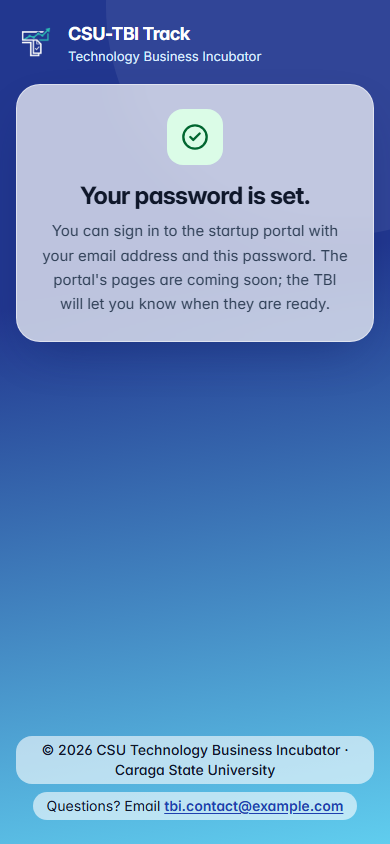 CSU-TBI Track
Technology Business Incubator
Your password is set.
You can sign in to the startup portal with
your email address and this password. The
portal's pages are coming soon; the TBI
will let you know when they are ready.
© 2026 CSU Technology Business Incubator ·
Caraga State University
Questions? Email tbi.contact@example.com